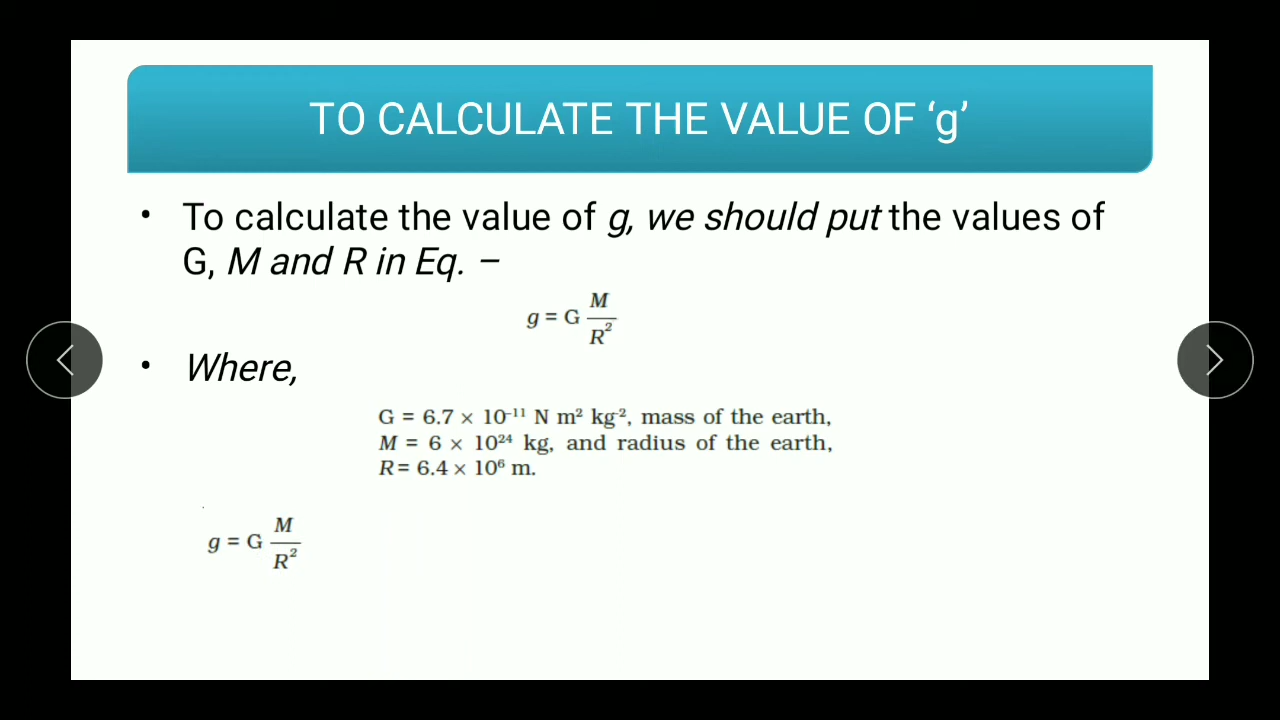 TO CALCULATE THE VALUE OF ‘g’
• To calculate the value of g, we should put the values of
G, M and R in Eq. –
g = G M/R²
• Where,
G = 6.7 × 10⁻¹¹ N m² kg⁻², mass of the earth,
M = 6 × 10²⁴ kg, and radius of the earth,
R = 6.4 × 10⁶ m.
g = G M/R²